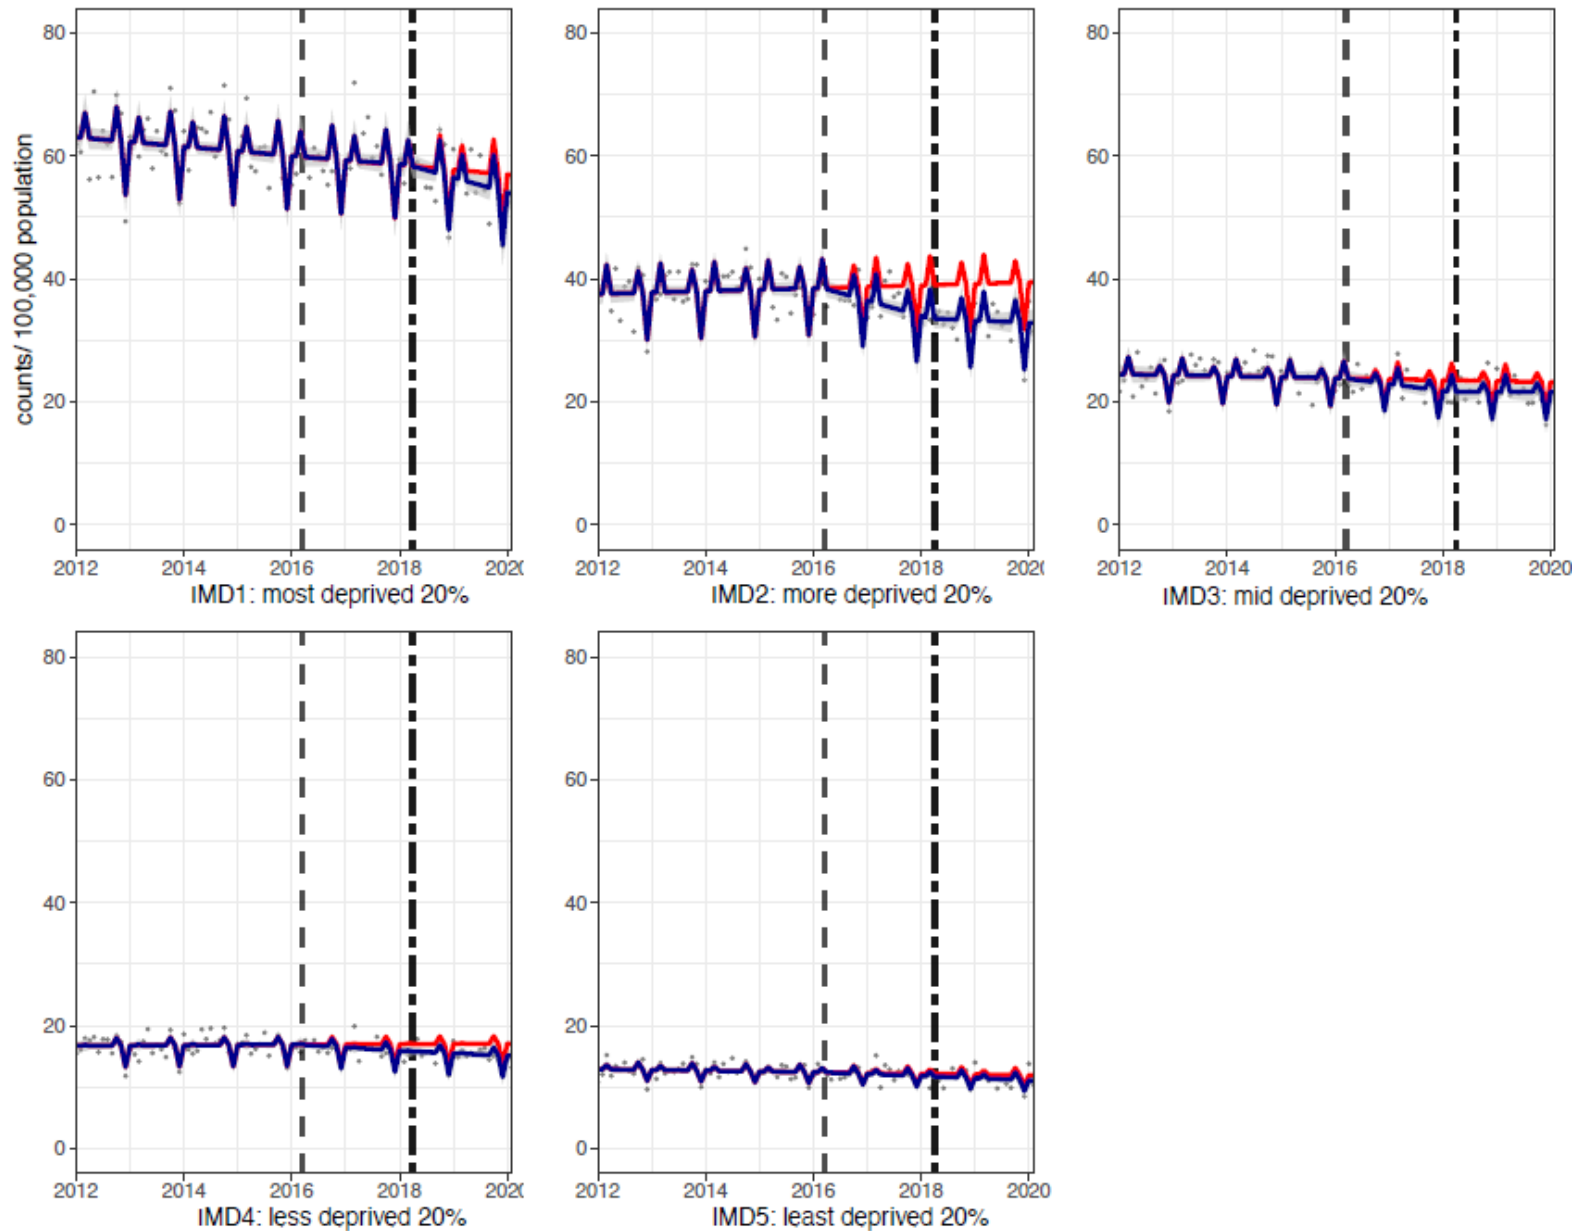 counts/ 100,000 population
80
60
40
20
0
2012 2014 2016 2018 2020
IMD1: most deprived 20%
80
60
40
20
0
2012 2014 2016 2018 2020
IMD2: more deprived 20%
80
60
40
20
0
2012 2014 2016 2018 2020
IMD3: mid deprived 20%
80
60
40
20
0
2012 2014 2016 2018 2020
IMD4: less deprived 20%
80
60
40
20
0
2012 2014 2016 2018 2020
IMD5: least deprived 20%